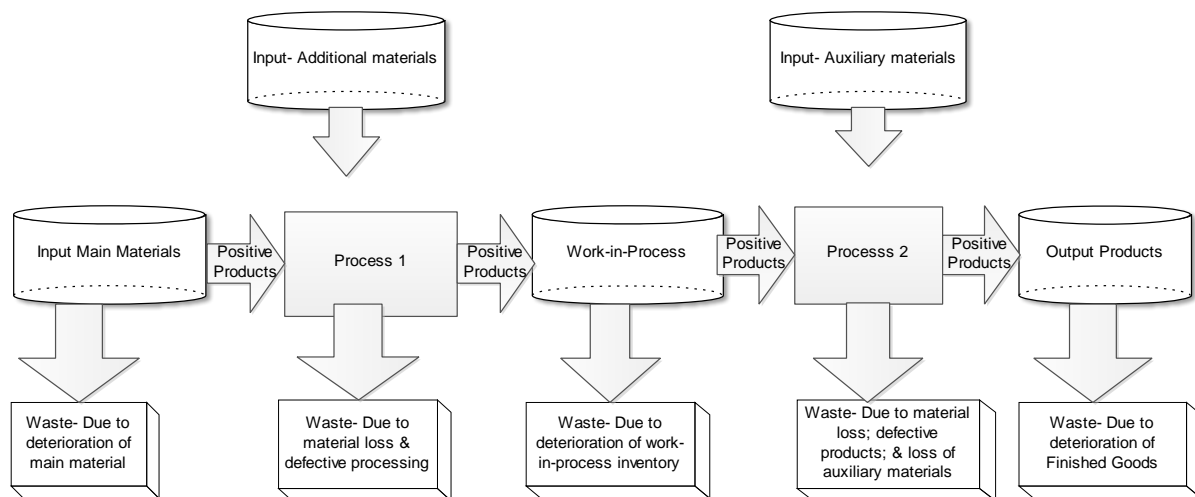 Input- Additional materials
Input- Auxiliary materials
Input Main Materials
Positive
Products
Process 1
Positive
Products
Work-in-Process
Positive
Products
Processs 2
Positive
Products
Output Products
Waste- Due to
deterioration of
main material
Waste- Due to
material loss &
defective processing
Waste- Due to
deterioration of work-
in-process inventory
Waste- Due to material
loss; defective
products; & loss of
auxiliary materials
Waste- Due to
deterioration of
Finished Goods